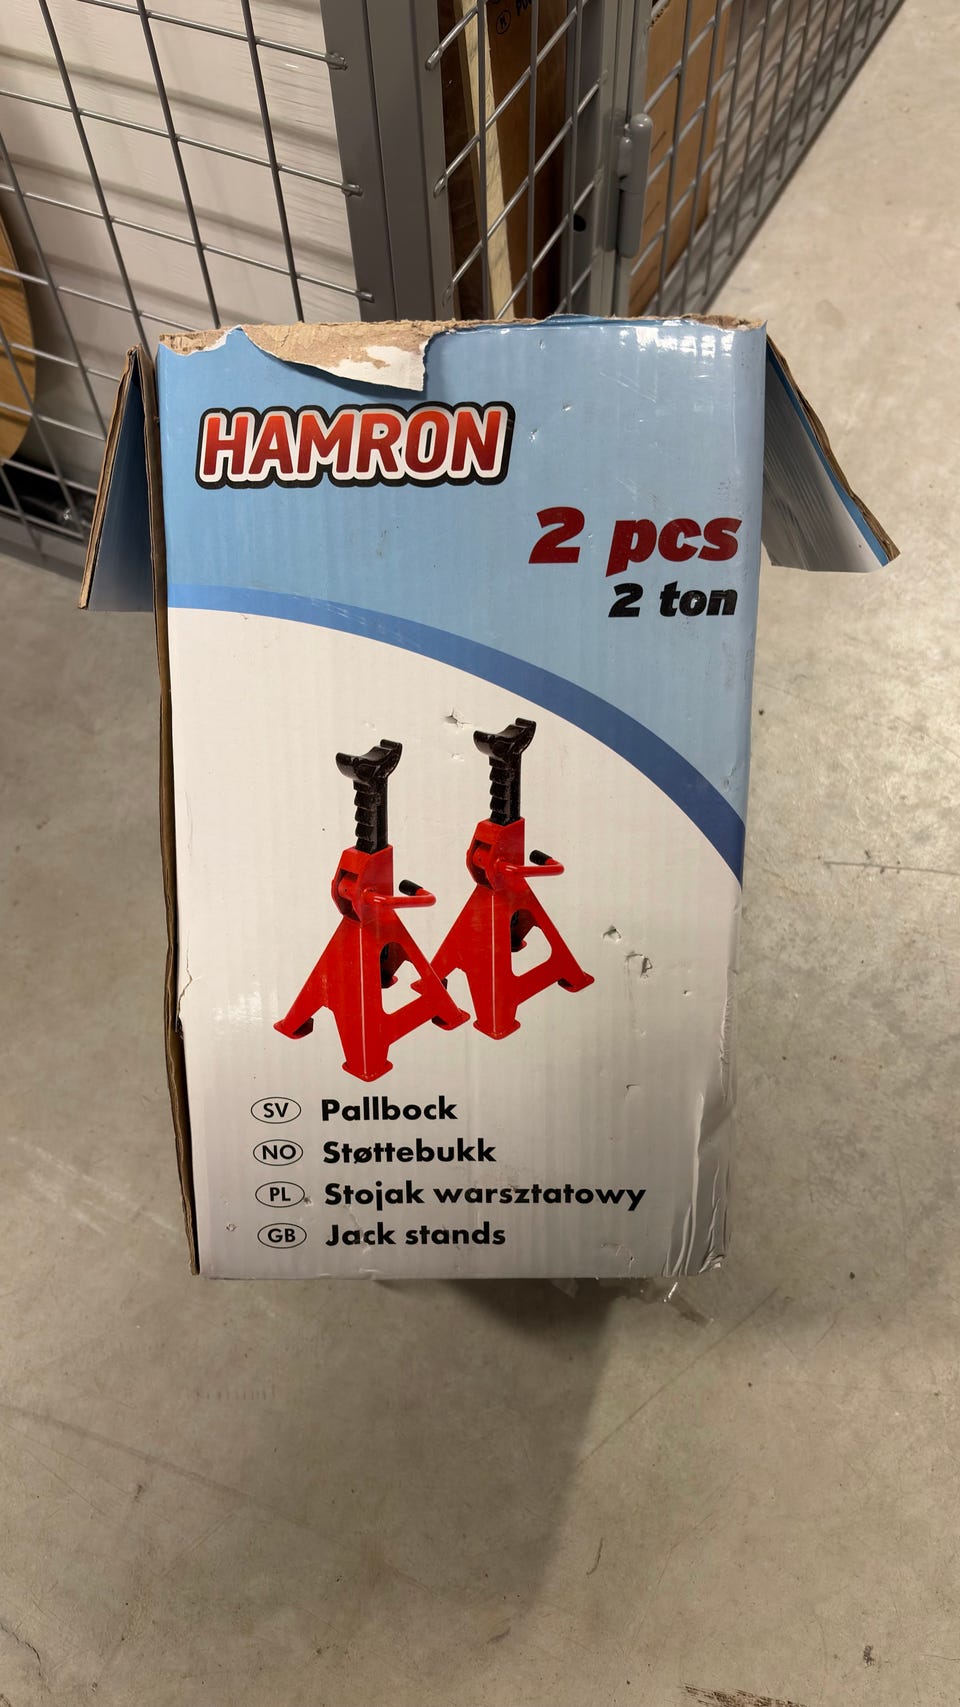 HAMRON
2 pcs
2 ton
SV Pallbock
NO Støttebukk
PL Stojak warsztatowy
GB Jack stands